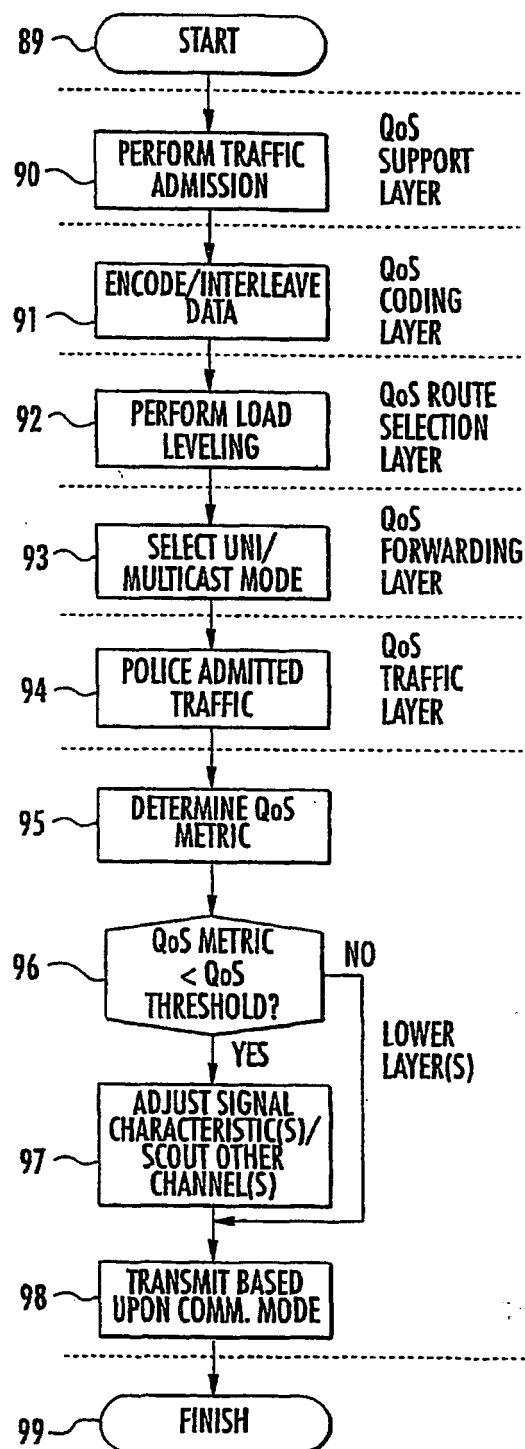 89
START
90
PERFORM TRAFFIC
ADMISSION
QoS
SUPPORT
LAYER
91
ENCODE/INTERLEAVE
DATA
QoS
CODING
LAYER
92
PERFORM LOAD
LEVELING
QoS ROUTE
SELECTION
LAYER
93
SELECT UNI/
MULTICAST MODE
QoS
FORWARDING
LAYER
94
POLICE ADMITTED
TRAFFIC
QoS
TRAFFIC
LAYER
95
DETERMINE QoS
METRIC
96
QoS METRIC
< QoS
THRESHOLD?
NO
YES
LOWER
LAYER(S)
97
ADJUST SIGNAL
CHARACTERISTIC(S)/
SCOUT OTHER
CHANNEL(S)
98
TRANSMIT BASED
UPON COMM. MODE
99
FINISH